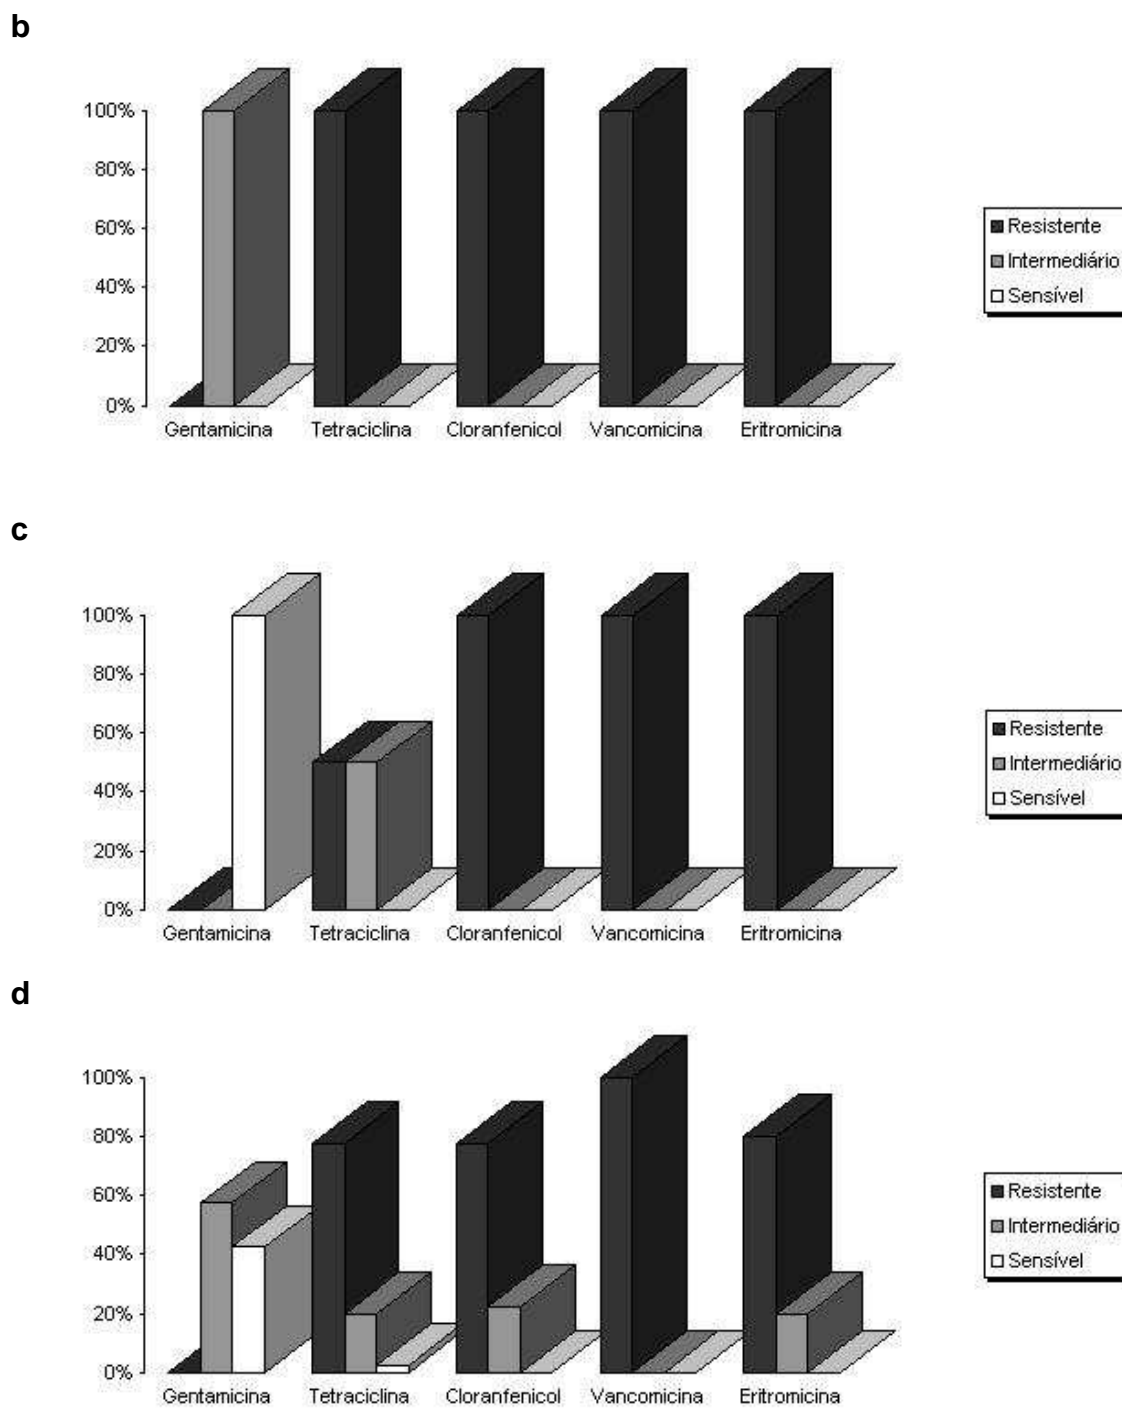 b
100%
80%
60%
40%
20%
0%
Gentamicina Tetraciclina Cloranfenicol Vancomicina Eritromicina
Resistente
Intermediário
Sensível
c
100%
80%
60%
40%
20%
0%
Gentamicina Tetraciclina Cloranfenicol Vancomicina Eritromicina
Resistente
Intermediário
Sensível
d
100%
80%
60%
40%
20%
0%
Gentamicina Tetraciclina Cloranfenicol Vancomicina Eritromicina
Resistente
Intermediário
Sensível